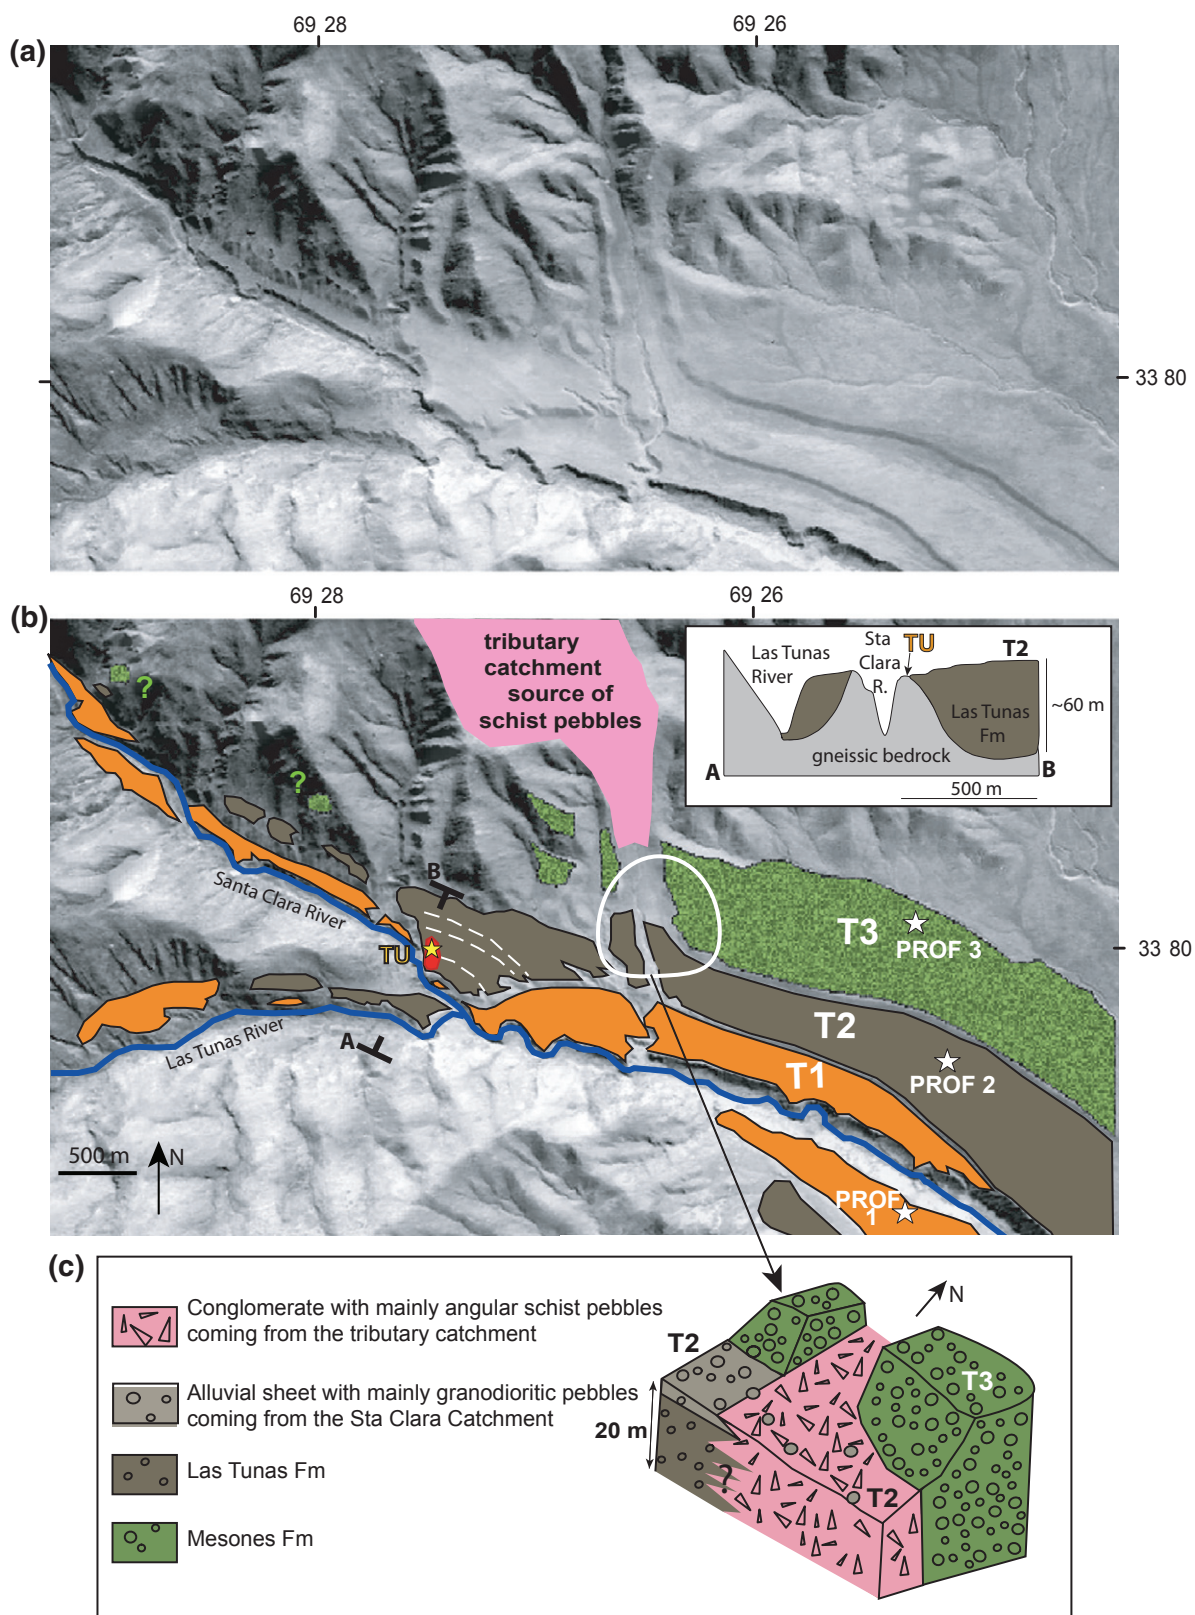 (a)
69 28
69 26
33 80
(b)
69 28
69 26
tributary
catchment
source of
schist pebbles
Las Tunas
River
Sta
Clara
R.
TU
T2
Las Tunas
Fm
~60 m
gneissic bedrock
A
B
500 m
?
?
Santa Clara River
B
TU
T3
PROF 3
33 80
T2
PROF 2
T1
Las Tunas River
A
500 m
N
PROF
1
(c)
Conglomerate with mainly angular schist pebbles
coming from the tributary catchment
Alluvial sheet with mainly granodioritic pebbles
coming from the Sta Clara Catchment
Las Tunas Fm
Mesones Fm
N
T2
T3
20 m
?
T2